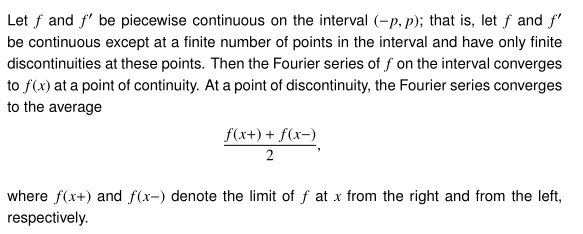 Let f and f′ be piecewise continuous on the interval (−p, p); that is, let f and f′
be continuous except at a finite number of points in the interval and have only finite
discontinuities at these points. Then the Fourier series of f on the interval converges
to f(x) at a point of continuity. At a point of discontinuity, the Fourier series converges
to the average
f(x+) + f(x−)
2 ,
where f(x+) and f(x−) denote the limit of f at x from the right and from the left,
respectively.